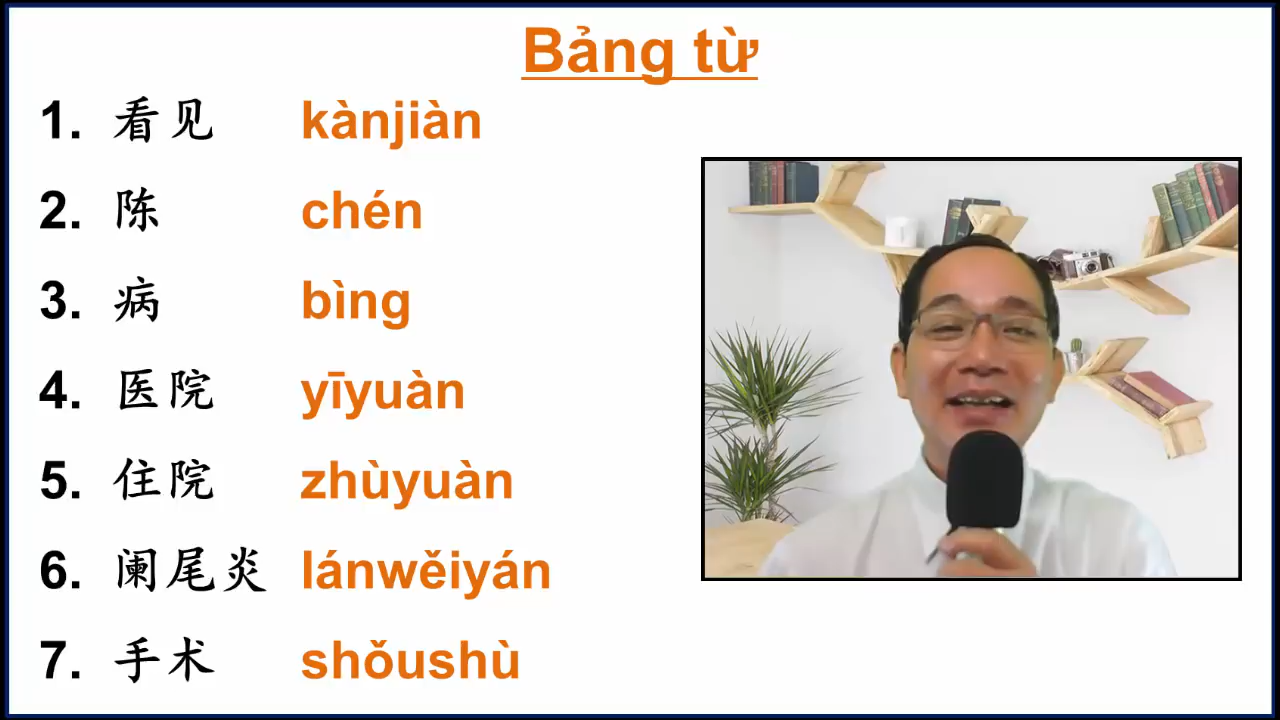 Bảng từ
1. 看见 kànjiàn
2. 陈 chén
3. 病 bìng
4. 医院 yīyuàn
5. 住院 zhùyuàn
6. 阑尾炎 lánwěiyán
7. 手术 shǒushù